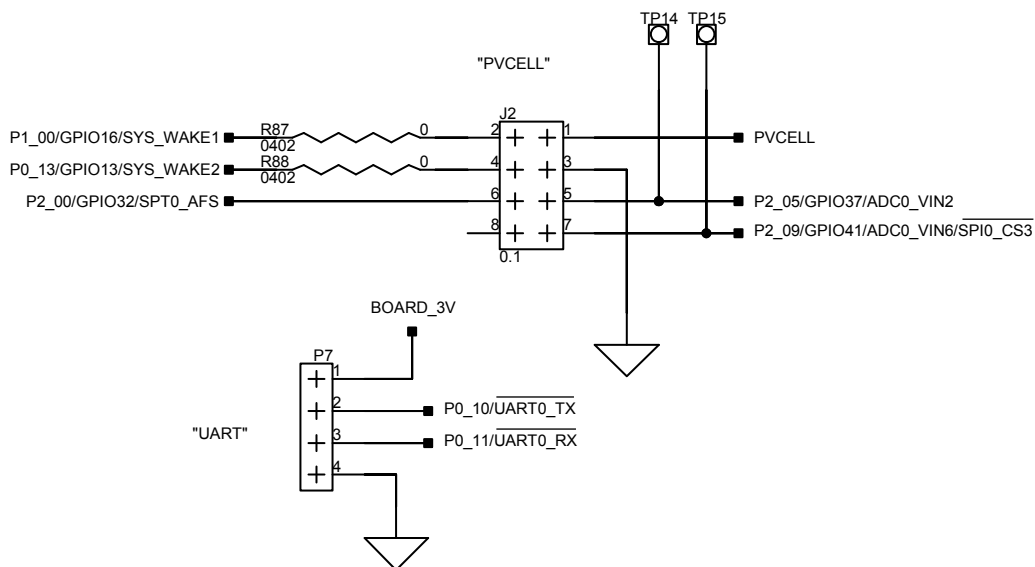 TP14 TP15
"PVCELL"
J2
P1_00/GPIO16/SYS_WAKE1 R87 0 2 1 PVCELL
0402
P0_13/GPIO13/SYS_WAKE2 R88 0 4 3
0402
P2_00/GPIO32/SPT0_AFS 6 5 P2_05/GPIO37/ADC0_VIN2
8 7 P2_09/GPIO41/ADC0_VIN6/SPI0_CS3
0.1
BOARD_3V
P7
1
2 P0_10/UART0_TX
"UART"
3 P0_11/UART0_RX
4